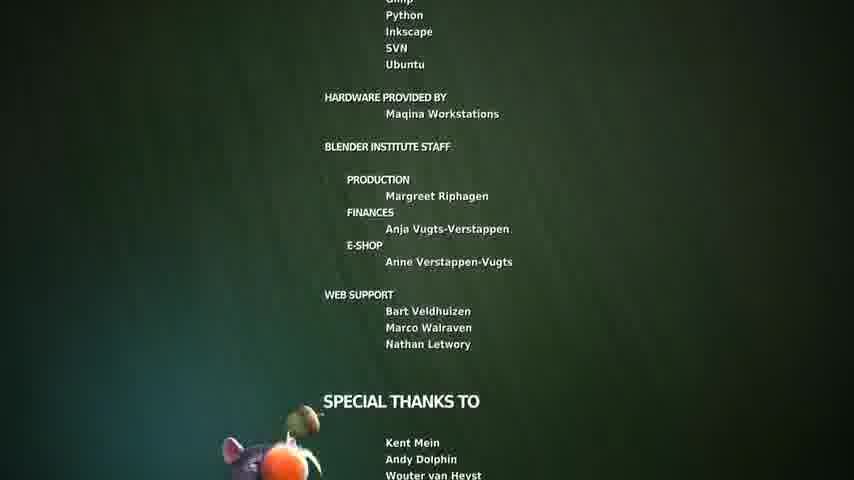 Gimp
Python
Inkscape
SVN
Ubuntu
HARDWARE PROVIDED BY
Maqina Workstations
BLENDER INSTITUTE STAFF
PRODUCTION
Margreet Riphagen
FINANCES
Anja Vugts-Verstappen
E-SHOP
Anne Verstappen-Vugts
WEB SUPPORT
Bart Veldhuizen
Marco Walraven
Nathan Letwory
SPECIAL THANKS TO
Kent Mein
Andy Dolphin
Wouter van Heyst